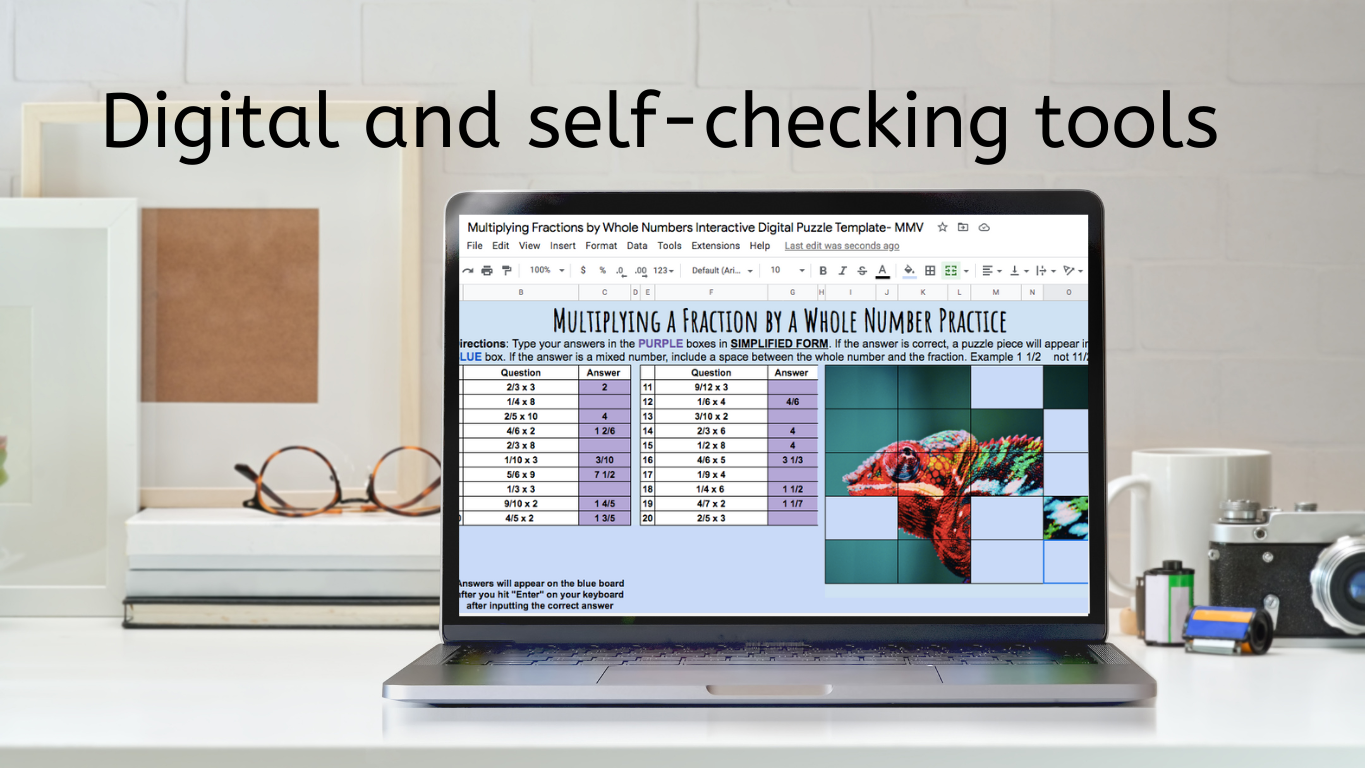 Digital and self-checking tools
Multiplying Fractions by Whole Numbers Interactive Digital Puzzle Template- MMV
File Edit View Insert Format Data Tools Extensions Help Last edit was seconds ago
100% $ % .0 .00 123 Default (Ari... 10 B I S A
B C D E F G H I J K L M N O
MULTIPLYING A FRACTION BY A WHOLE NUMBER PRACTICE
irections: Type your answers in the PURPLE boxes in SIMPLIFIED FORM. If the answer is correct, a puzzle piece will appear in
LUE box. If the answer is a mixed number, include a space between the whole number and the fraction. Example 1 1/2 not 11/2
Question Answer Question Answer
2/3 x 3 2 11 9/12 x 3
1/4 x 8 12 1/6 x 4 4/6
2/5 x 10 4 13 3/10 x 2
4/6 x 2 1 2/6 14 2/3 x 6 4
2/3 x 8 15 1/2 x 8 4
1/10 x 3 3/10 16 4/6 x 5 3 1/3
5/6 x 9 7 1/2 17 1/9 x 4
1/3 x 3 18 1/4 x 6 1 1/2
9/10 x 2 1 4/5 19 4/7 x 2 1 1/7
0 4/5 x 2 1 3/5 20 2/5 x 3
Answers will appear on the blue board
after you hit "Enter" on your keyboard
after inputting the correct answer